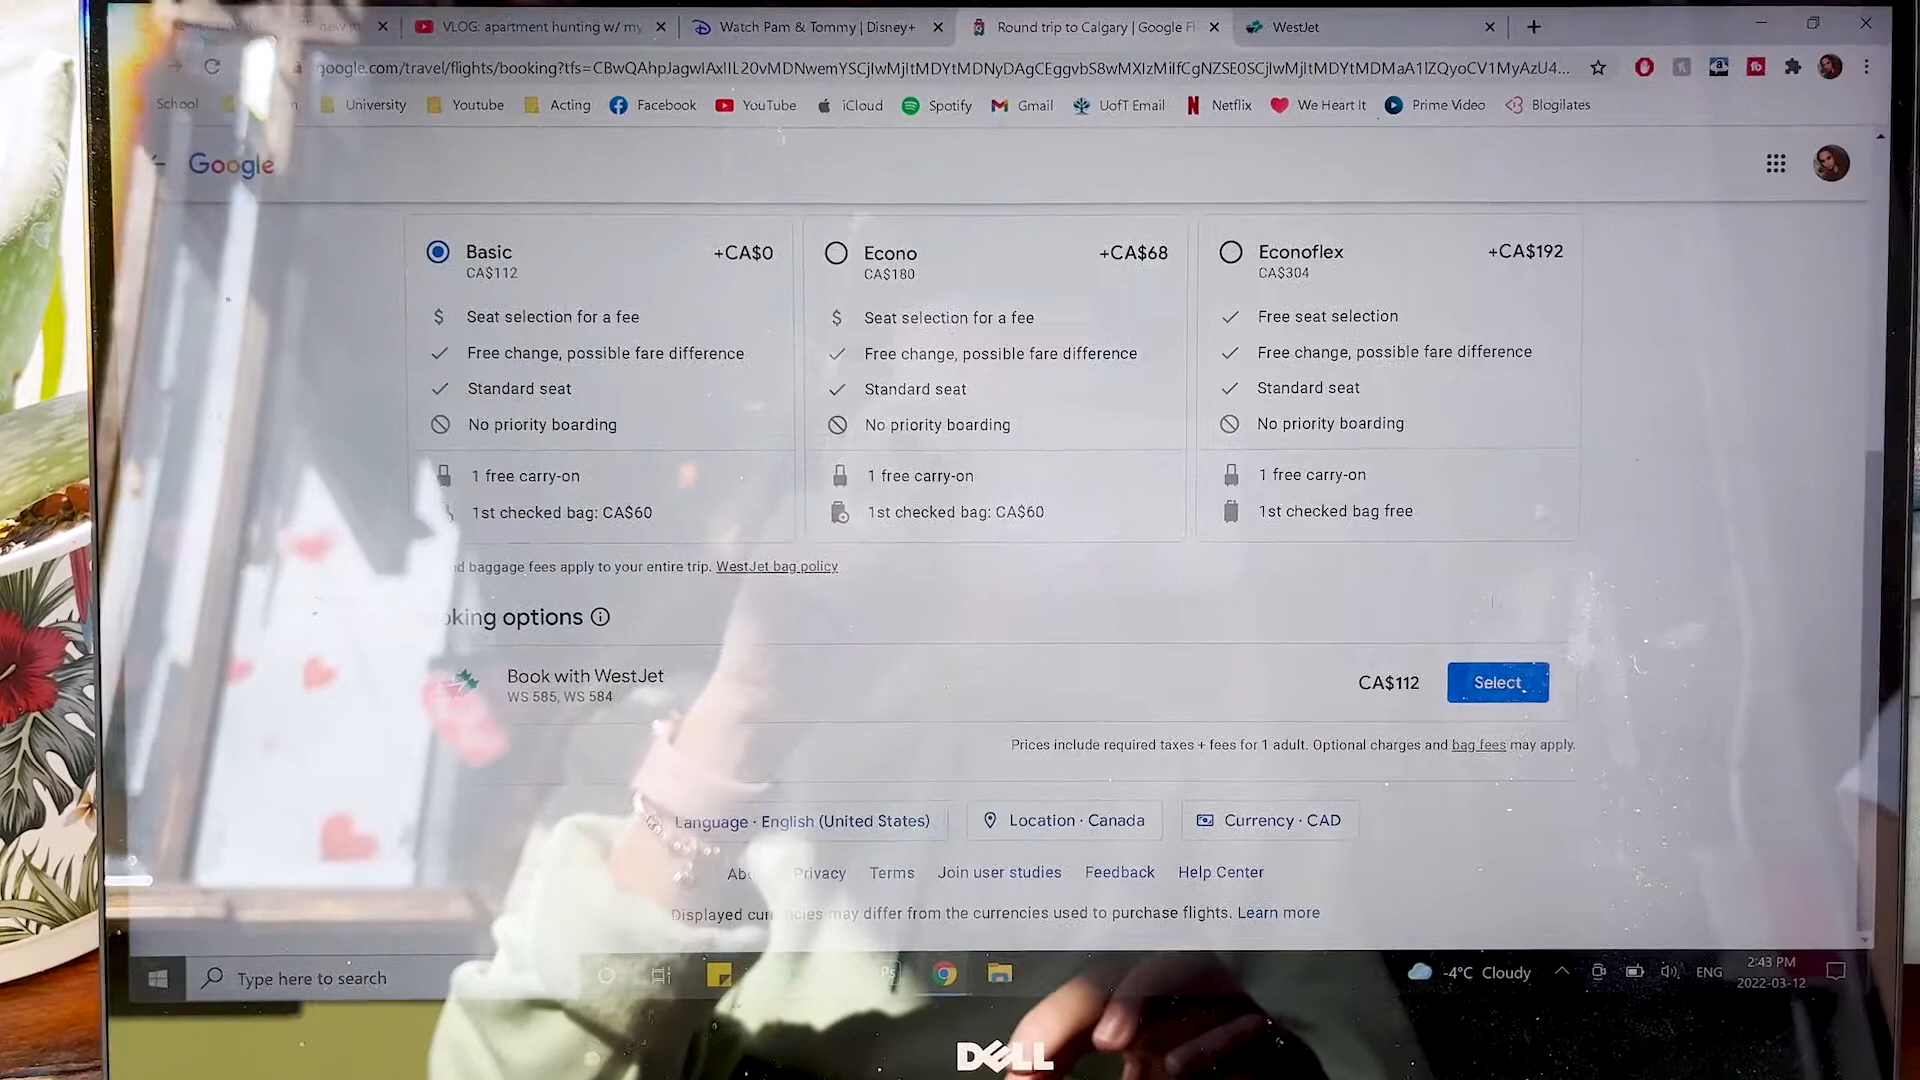 new
VLOG: apartment hunting w/ my
Watch Pam & Tommy | Disney+
Round trip to Calgary | Google Fl
WestJet
google.com/travel/flights/booking?tfs=
School
University
Youtube
Acting
Facebook
YouTube
iCloud
Spotify
Gmail
UofT Email
Netflix
We Heart It
Prime Video
Blogilates
Google
Basic +CA$0
CA$112
$ Seat selection for a fee
Free change, possible fare difference
Standard seat
No priority boarding
1 free carry-on
1st checked bag: CA$60
Econo +CA$68
CA$180
$ Seat selection for a fee
Free change, possible fare difference
Standard seat
No priority boarding
1 free carry-on
1st checked bag: CA$60
Econoflex +CA$192
CA$304
Free seat selection
Free change, possible fare difference
Standard seat
No priority boarding
1 free carry-on
1st checked bag free
d baggage fees apply to your entire trip. WestJet bag policy
king options
Book with WestJet
WS 585, WS 584
CA$112
Select
Prices include required taxes + fees for 1 adult. Optional charges and bag fees may apply.
Language · English (United States)
Location · Canada
Currency · CAD
Ab
Privacy
Terms
Join user studies
Feedback
Help Center
Displayed currencies may differ from the currencies used to purchase flights. Learn more
Type here to search
Ps
-4°C Cloudy
ENG
2:43 PM
2022-03-12
DELL